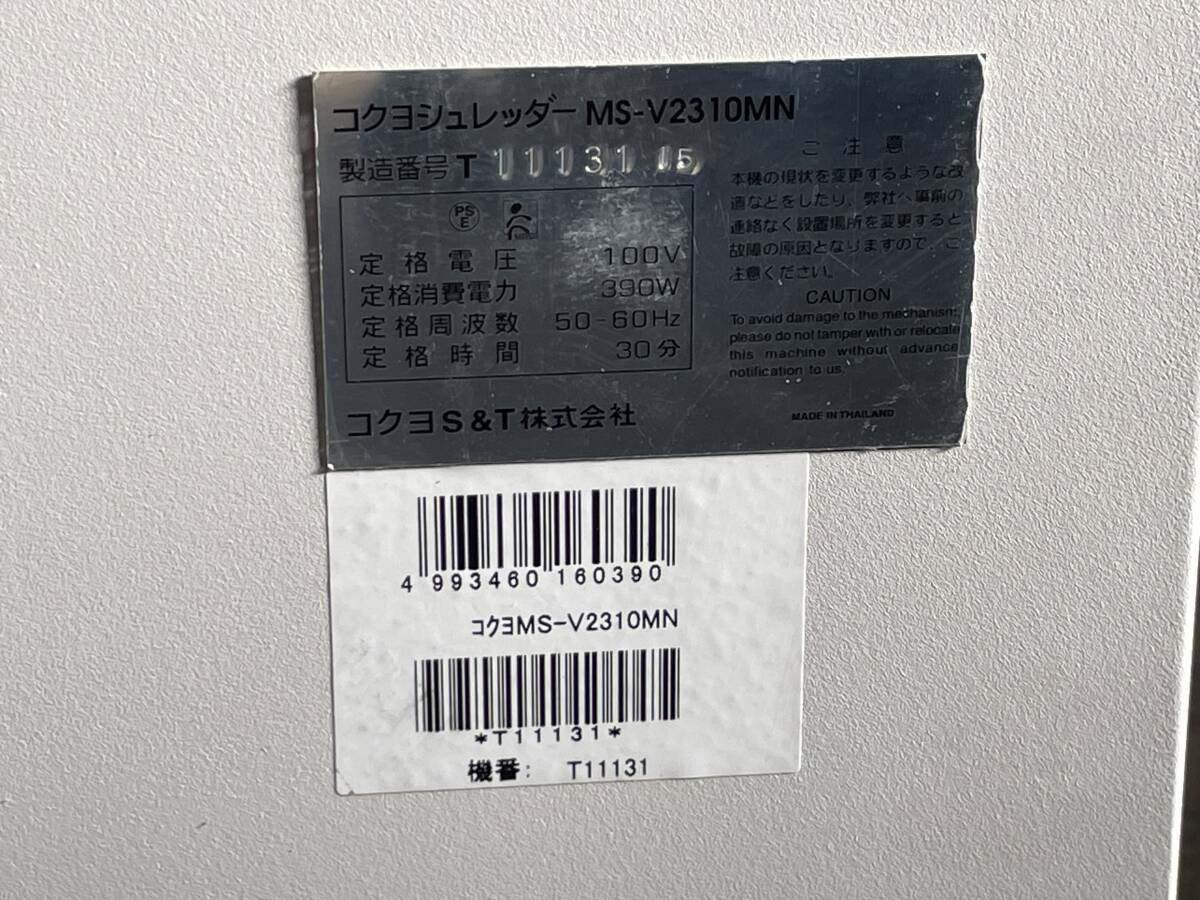 コクヨシュレッダー MS-V2310MN
製造番号 T 11131 15
PS
E
定格電圧 100V
定格消費電力 390W
定格周波数 50-60Hz
定格時間 30分
コクヨS&T株式会社
ご注意
本機の現状を変更するような改
造などをしたり、弊社へ事前の
連絡なく設置場所を変更すると
故障の原因となりますので、ご
注意ください。
CAUTION
To avoid damage to the mechanism,
please do not tamper with or relocate
this machine without advance
notification to us.
MADE IN THAILAND
4 993460 160390
コクヨMS-V2310MN
*T11131*
機番: T11131